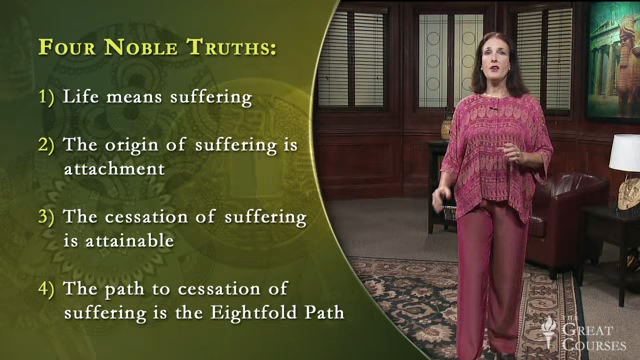 Four Noble Truths:
1) Life means suffering
2) The origin of suffering is
attachment
3) The cessation of suffering
is attainable
4) The path to cessation of
suffering is the Eightfold Path
THE
GREAT
COURSES